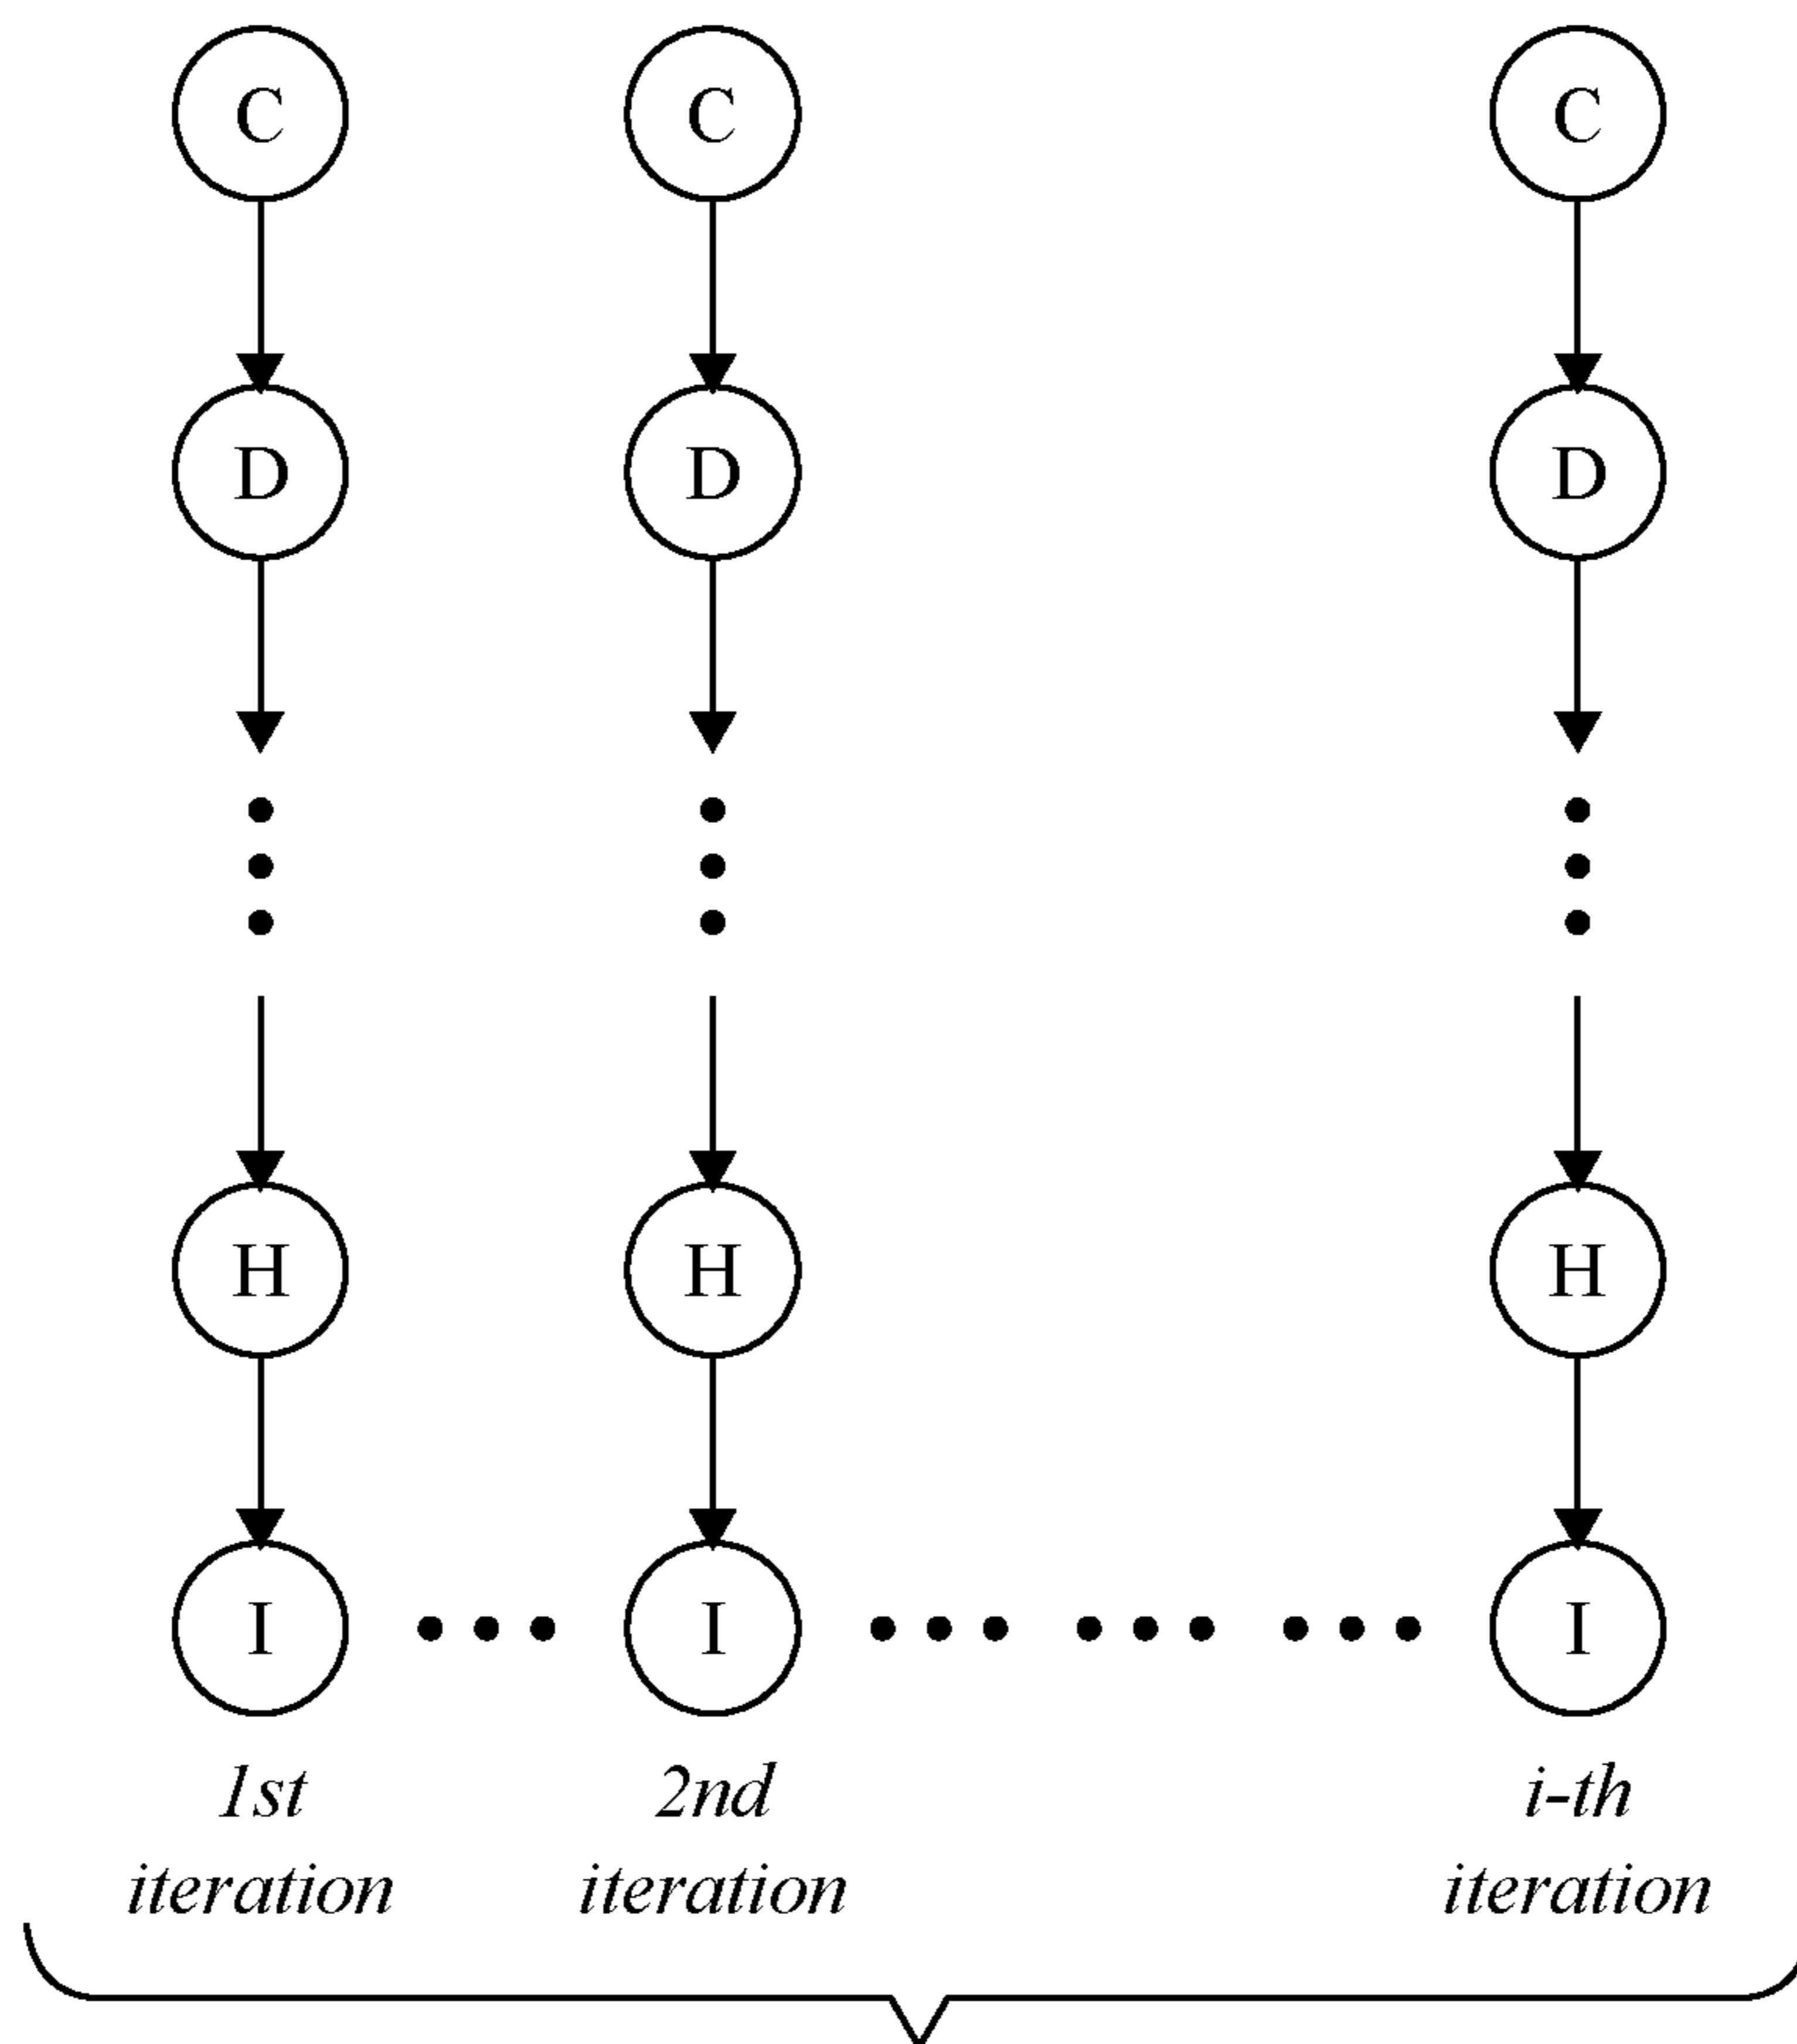 C C C
D D D
H H H
I I I
1st 2nd i-th
iteration iteration iteration